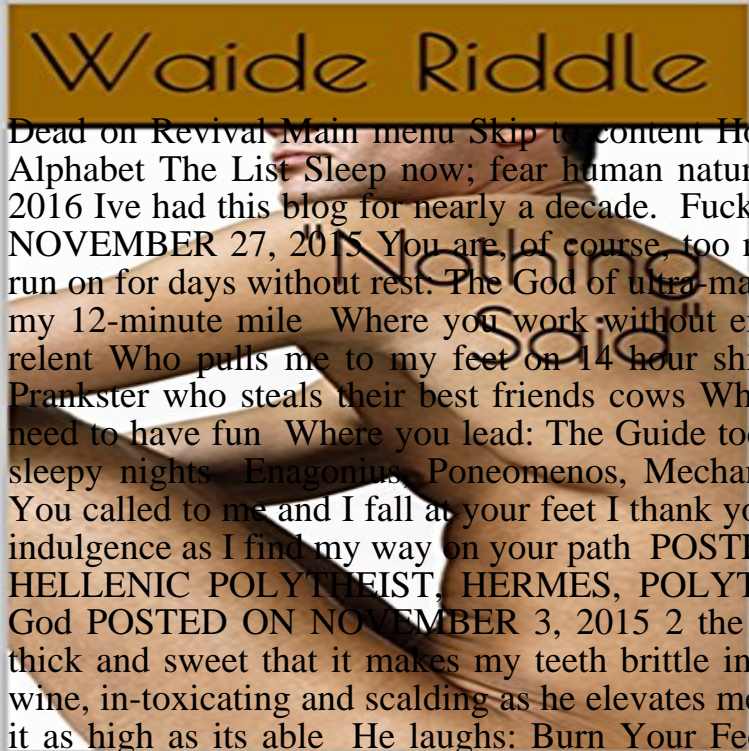 Waide Riddle
Dead on Revival Main menu Skip to content
Alphabet The List Sleep now; fear human
2016 Ive had this blog for nearly a decade. Fuck
NOVEMBER 27, 2015 You are, of course, too
"Nothing
run on for days without rest: The God of
my 12-minute mile Where you work without
Said"
relent Who pulls me to my feet on 14 hour
Prankster who steals their best friends cows
need to have fun Where you lead: The Guide
sleepy nights Enagonius, Poneomenos,
You called to me and I fall at your feet I thank
indulgence as I find my way on your path
HELLENIC POLYTHEIST, HERMES,
God POSTED ON NOVEMBER 3, 2015 2 the
thick and sweet that it makes my teeth brittle
wine, in-toxicating and scalding as he elevates
it as high as its able He laughs: Burn Your